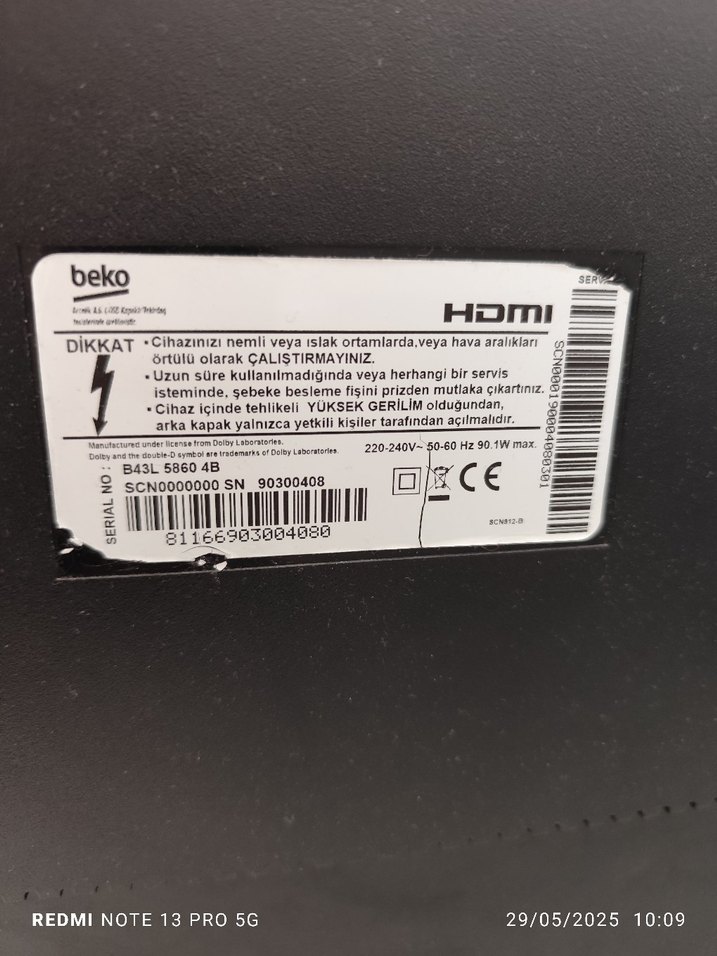 beko
HDMI
DİKKAT
• Cihazınızı nemli veya ıslak ortamlarda,veya hava aralıkları
örtülü olarak ÇALIŞTIRMAYINIZ.
• Uzun süre kullanılmadığında veya herhangi bir servis
isteminde, şebeke besleme fişini prizden mutlaka çıkartınız.
• Cihaz içinde tehlikeli YÜKSEK GERİLİM olduğundan,
arka kapak yalnızca yetkili kişiler tarafından açılmalıdır.
Manufactured under license from Dolby Laboratories.
Dolby and the double-D symbol are trademarks of Dolby Laboratories.
220-240V~ 50-60 Hz 90.1W max.
SERIAL NO :
B43L 5860 4B
SCN0000000 SN 90300408
81166903004080
CE
SCN912-B
SERV
SCN000190004080301
REDMI NOTE 13 PRO 5G
29/05/2025 10:09